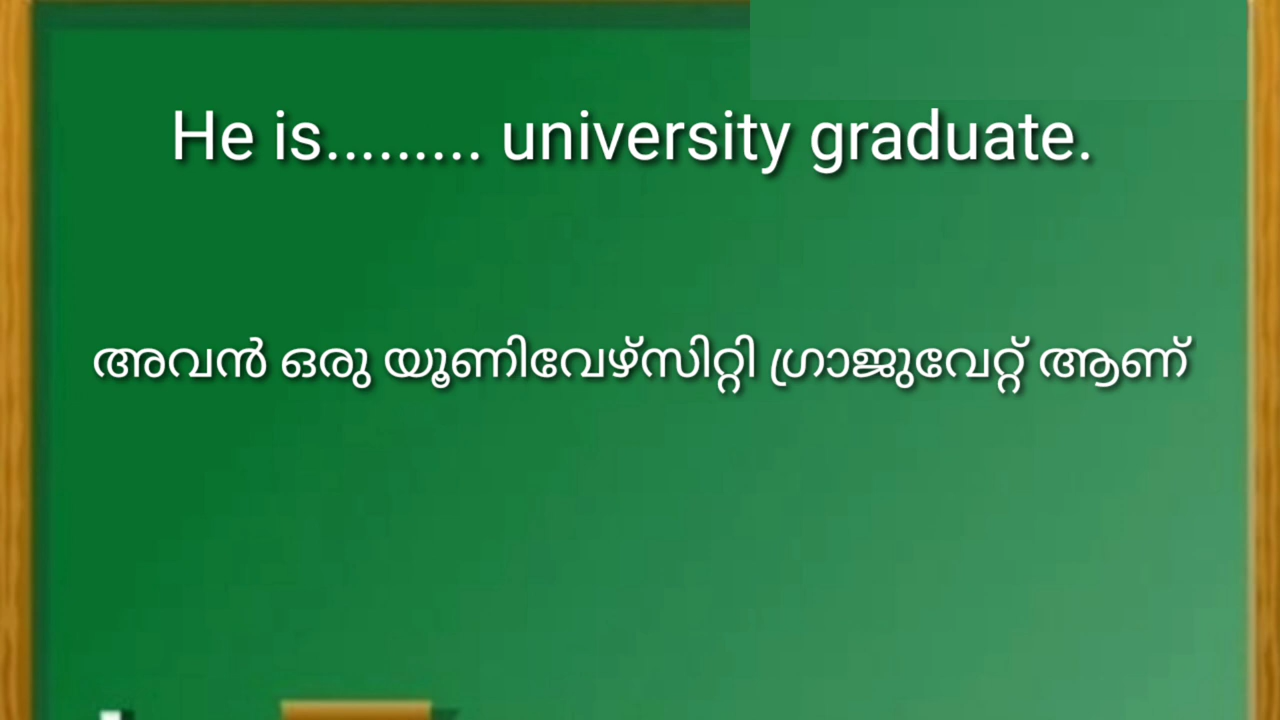 He is......... university graduate.
അവൻ ഒരു യൂണിവേഴ്സിറ്റി ഗ്രാജുവേറ്റ് ആണ്